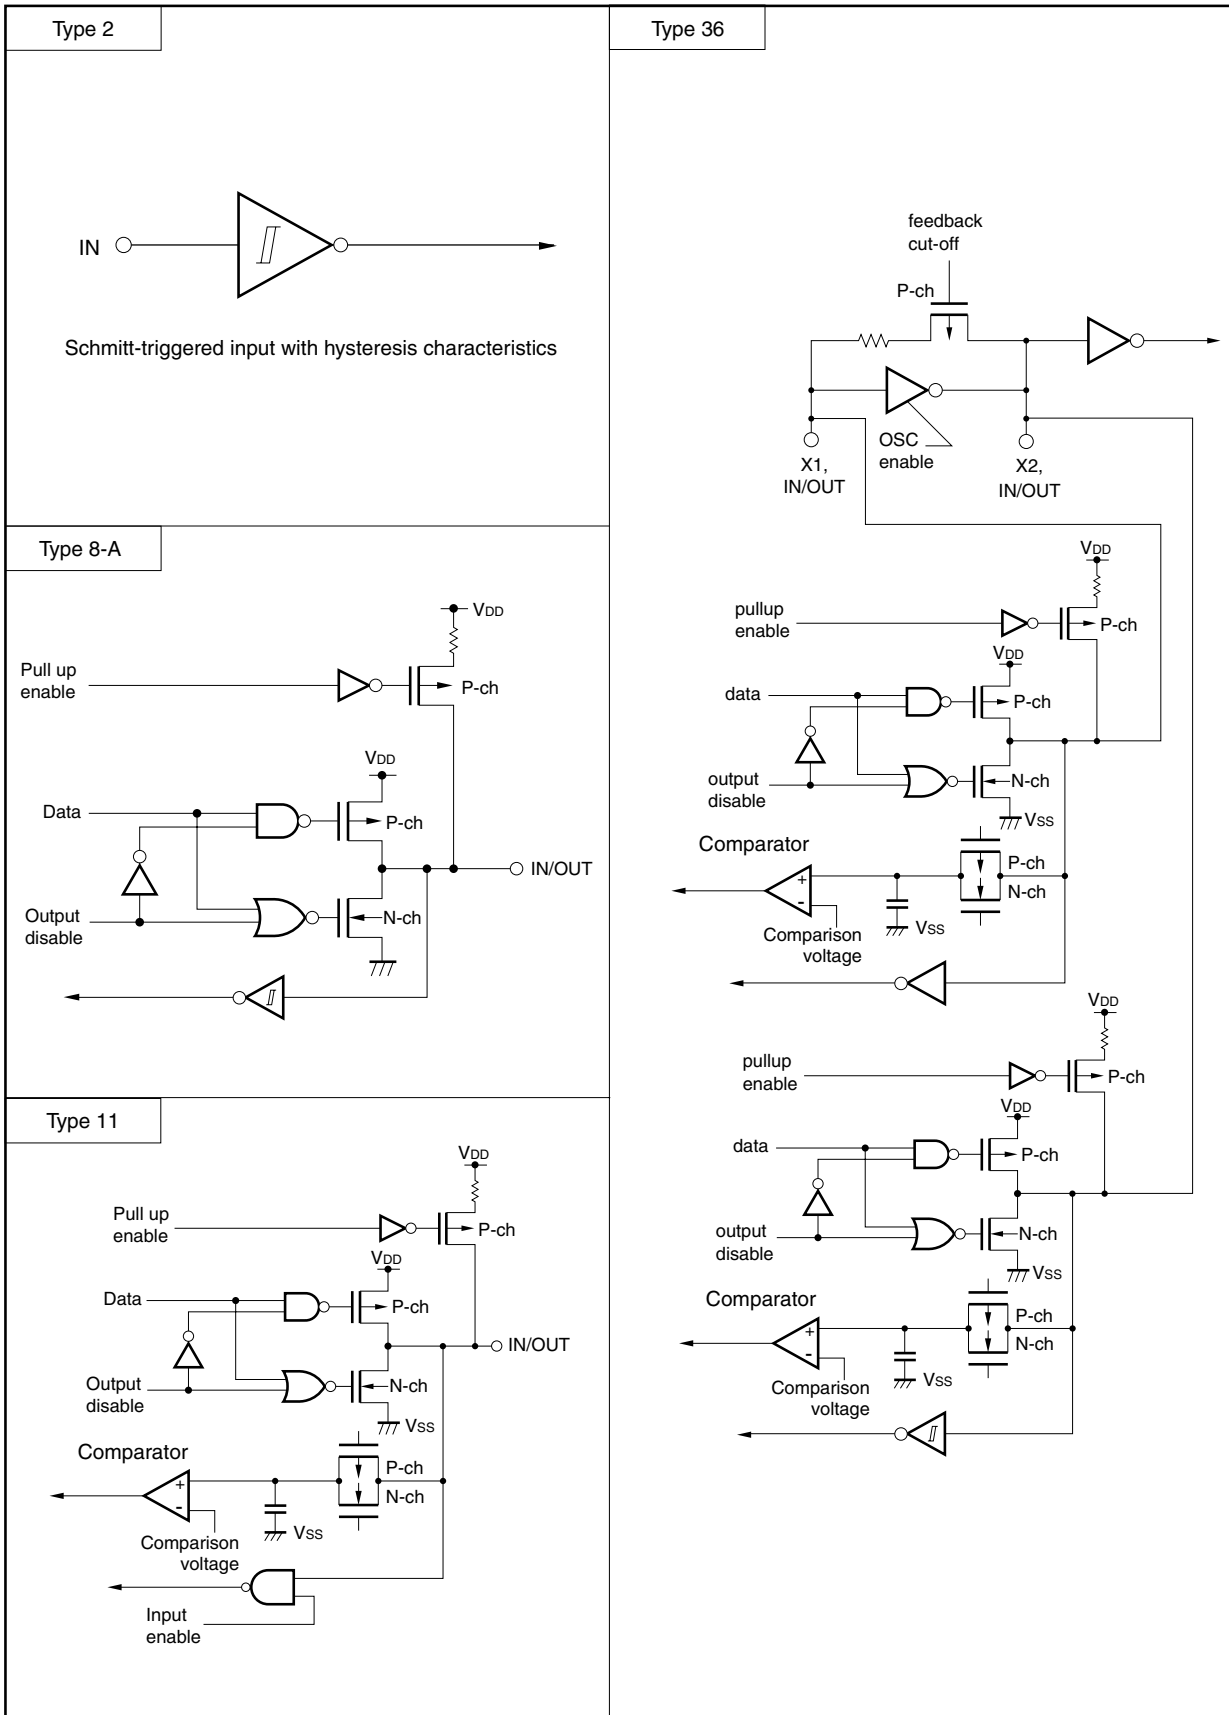 Type 2
IN
Schmitt-triggered input with hysteresis characteristics
Type 8-A
VDD
Pull up
enable
P-ch
VDD
Data
P-ch
IN/OUT
Output
disable
N-ch
Type 11
VDD
Pull up
enable
P-ch
VDD
Data
P-ch
IN/OUT
Output
disable
N-ch
VSS
Comparator
P-ch
N-ch
+
-
VSS
Comparison
voltage
Input
enable
Type 36
feedback
cut-off
P-ch
OSC
enable
X1,
IN/OUT
X2,
IN/OUT
VDD
pullup
enable
P-ch
VDD
data
P-ch
output
disable
N-ch
VSS
Comparator
P-ch
N-ch
+
-
VSS
Comparison
voltage
VDD
pullup
enable
P-ch
VDD
data
P-ch
output
disable
N-ch
VSS
Comparator
P-ch
N-ch
+
-
VSS
Comparison
voltage